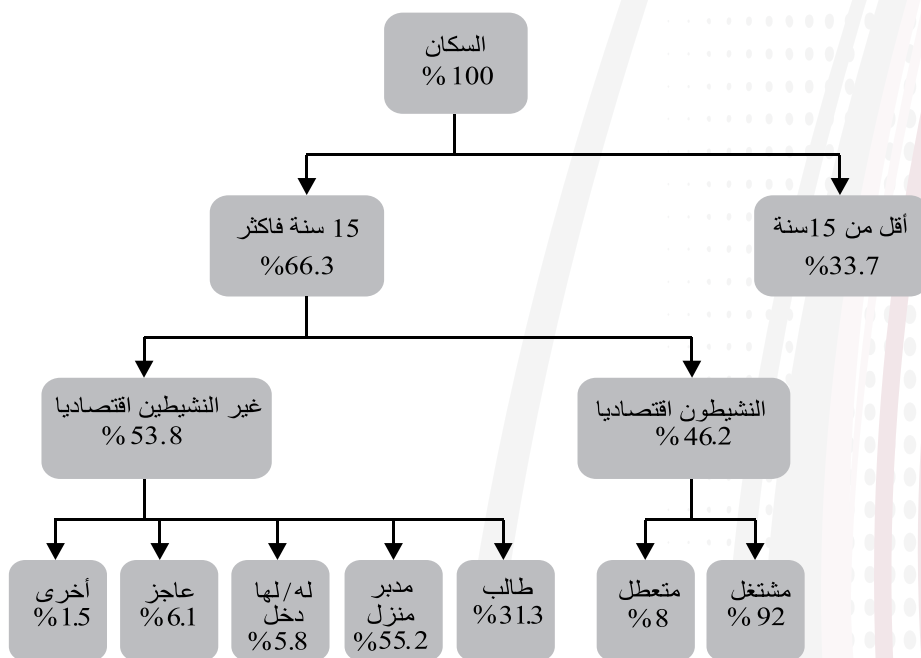 السكان
%100
أقل من 15سنة
%33.7
15 سنة فاكثر
%66.3
النشيطون اقتصاديا
%46.2
غير النشيطين اقتصاديا
%53.8
مشتغل
%92
متعطل
%8
طالب
%31.3
مدبر
منزل
%55.2
له/لها
دخل
%5.8
عاجز
%6.1
أخرى
%1.5